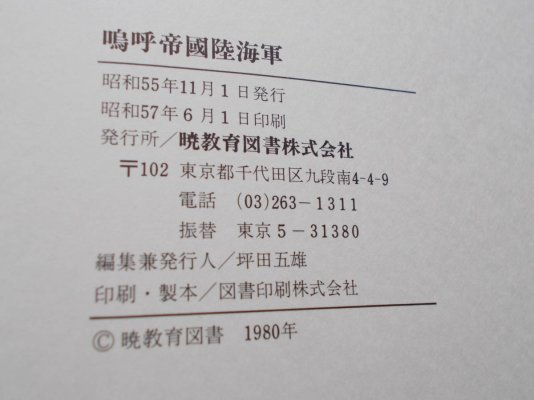 嗚呼帝國陸海軍
昭和55年11月1日発行
昭和57年6月1日印刷
発行所／暁教育図書株式会社
〒102 東京都千代田区九段南4-4-9
電話 (03)263-1311
振替 東京5-31380
編集兼発行人／坪田五雄
印刷・製本／図書印刷株式会社
©暁教育図書 1980年